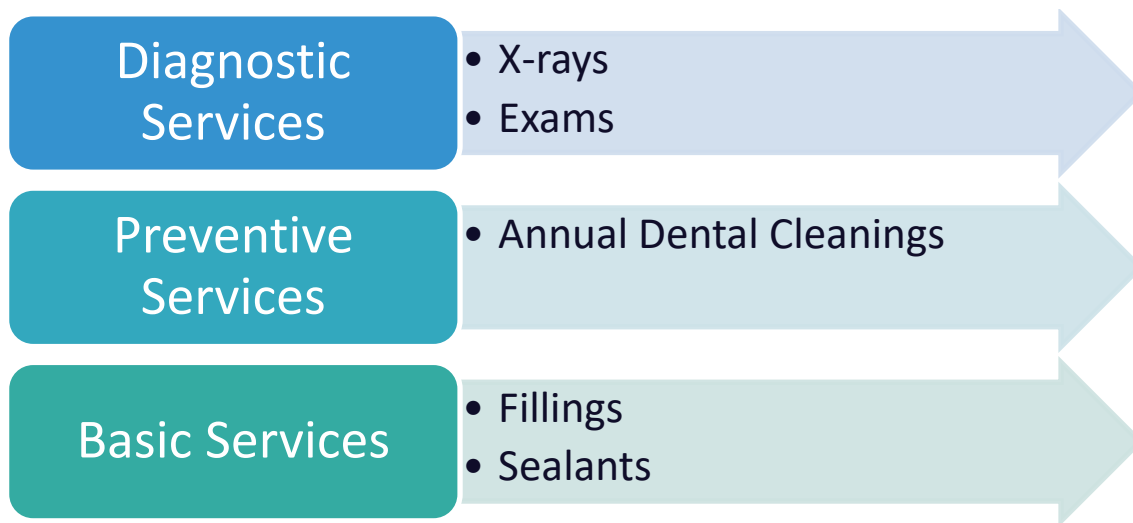 Diagnostic
Services
• X-rays
• Exams
Preventive
Services
• Annual Dental Cleanings
Basic Services
• Fillings
• Sealants